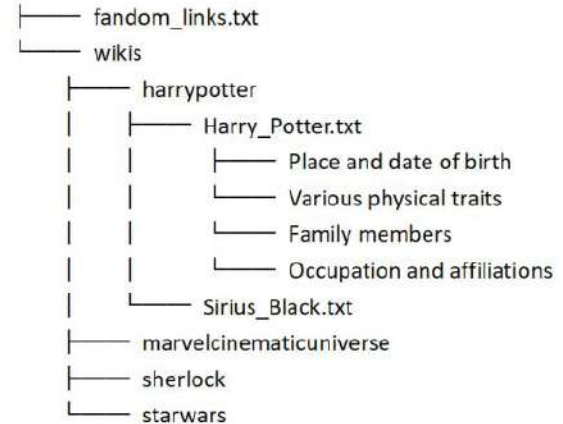 fandom_links.txt
wikis
harrypotter
Harry_Potter.txt
Place and date of birth
Various physical traits
Family members
Occupation and affiliations
Sirius_Black.txt
marvelcinematicuniverse
sherlock
starwars